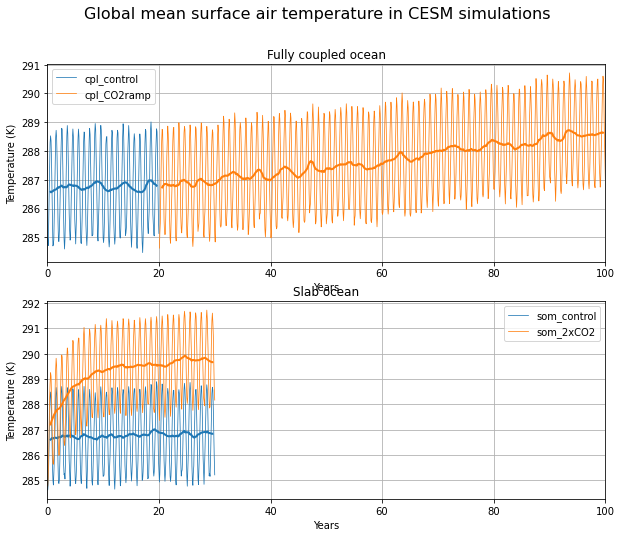 Global mean surface air temperature in CESM simulations
Fully coupled ocean
cpl_control
cpl_CO2ramp
Temperature (K)
291
290
289
288
287
286
285
0 20 40 60 80 100
Years
Slab ocean
som_control
som_2xCO2
Temperature (K)
292
291
290
289
288
287
286
285
0 20 40 60 80 100
Years